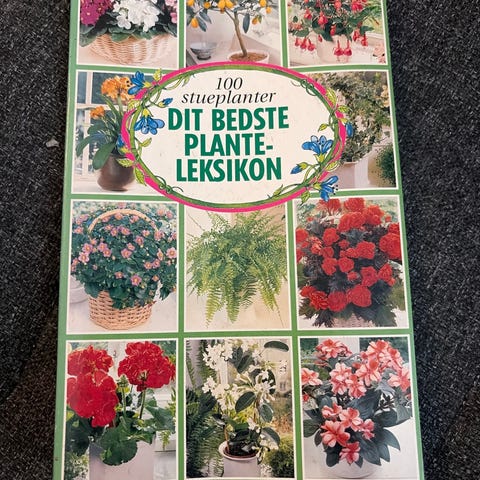 100
stueplanter
DIT BEDSTE
PLANTE-
LEKSIKON